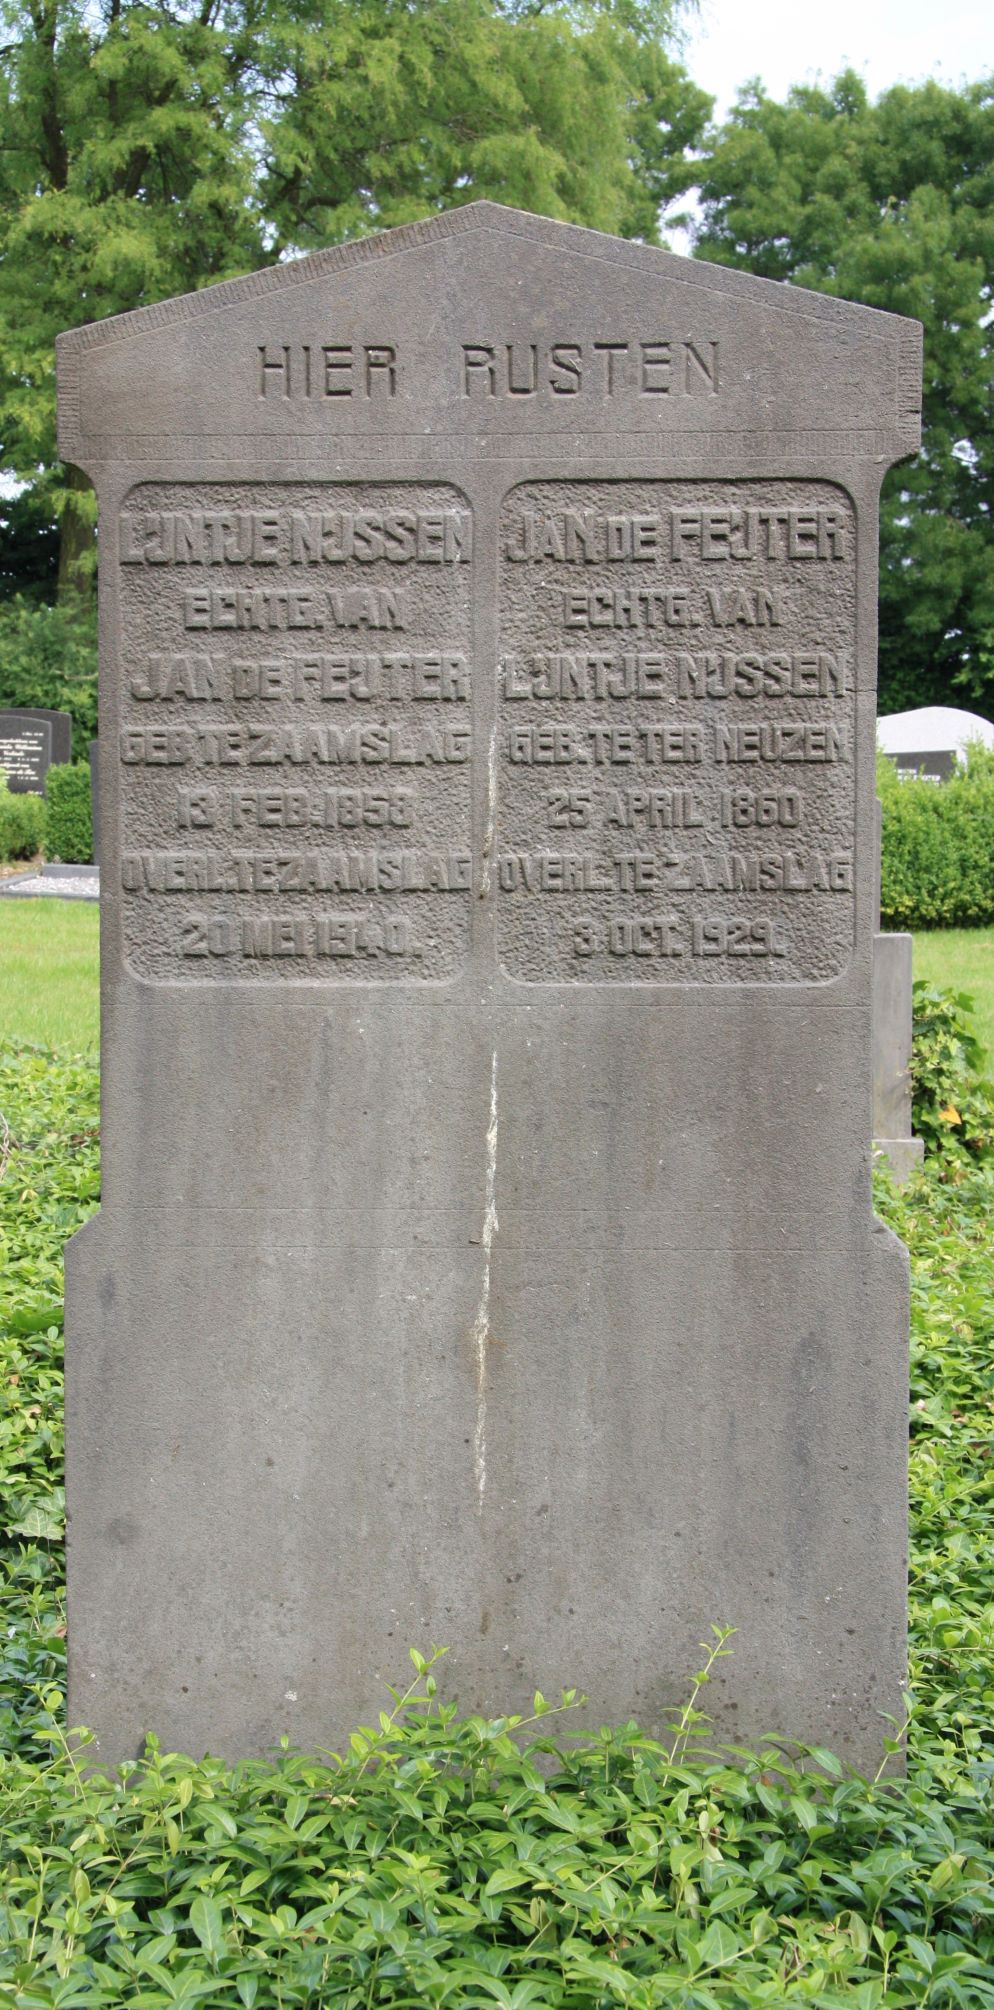 HIER RUSTEN
LIJNTJE NIJSSEN
ECHTG. VAN
JAN DE FEIJTER
GEB. TE ZAAMSLAG
13 FEB. 1858
OVERL. TE ZAAMSLAG
20 MEI 1940.
JAN DE FEIJTER
ECHTG. VAN
LIJNTJE NIJSSEN
GEB. TE TER NEUZEN
25 APRIL 1860
OVERL. TE ZAAMSLAG
3 OCT. 1929.